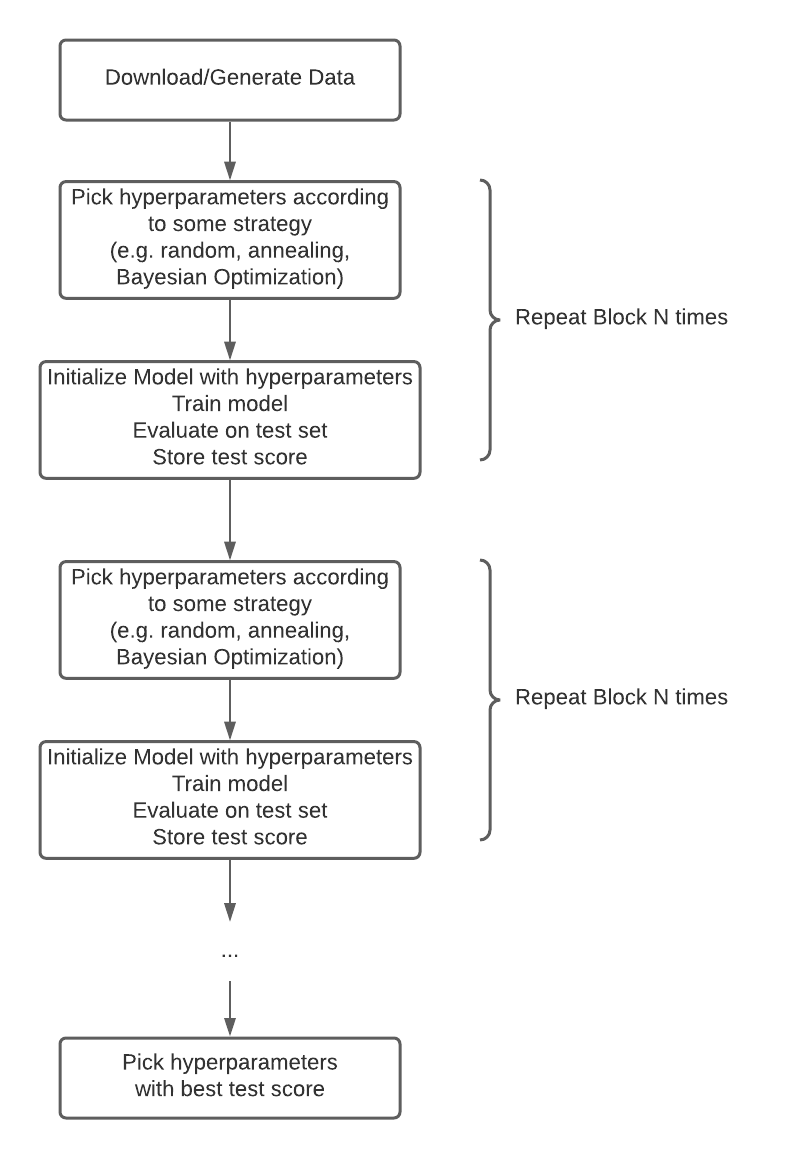 Download/Generate Data
Pick hyperparameters according
to some strategy
(e.g. random, annealing,
Bayesian Optimization)
Repeat Block N times
Initialize Model with hyperparameters
Train model
Evaluate on test set
Store test score
Pick hyperparameters according
to some strategy
(e.g. random, annealing,
Bayesian Optimization)
Repeat Block N times
Initialize Model with hyperparameters
Train model
Evaluate on test set
Store test score
...
Pick hyperparameters
with best test score